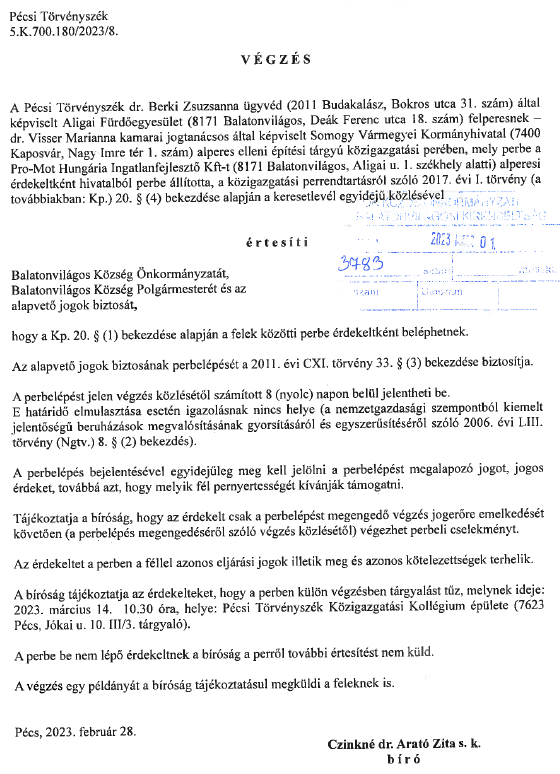 Pécsi Törvényszék
5.K.700.180/2023/8.
VÉGZÉS
A Pécsi Törvényszék dr. Berki Zsuzsanna ügyvéd (2011 Budakalász, Bokros utca 31. szám) által
képviselt Aligai Fürdőegyesület (8171 Balatonvilágos, Deák Ferenc utca 18. szám) felperesnek –
dr. Visser Marianna kamarai jogtanácsos által képviselt Somogy Vármegyei Kormányhivatal (7400
Kaposvár, Nagy Imre tér 1. szám) alperes elleni építési tárgyú közigazgatási perében, mely perbe a
Pro-Mot Hungária Ingatlanfejlesztő Kft-t (8171 Balatonvilágos, Aligai u. 1. székhely alatti) alperesi
érdekeltként hivatalból perbe állította, a közigazgatási perrendtartásról szóló 2017. évi I. törvény (a
továbbiakban: Kp.) 20. § (4) bekezdése alapján a keresetlevél egyidejű közlésével
BALATONVILÁGOSI KIRENDELTSÉG
2023 01
értesíti
3783
szám
Balatonvilágos Község Önkormányzatát,
Balatonvilágos Község Polgármesterét és az
alapvető jogok biztosát,
hogy a Kp. 20. § (1) bekezdése alapján a felek közötti perbe érdekeltként beléphetnek.
Az alapvető jogok biztosának perbelépését a 2011. évi CXI. törvény 33. § (3) bekezdése biztosítja.
A perbelépést jelen végzés közlésétől számított 8 (nyolc) napon belül jelentheti be.
E határidő elmulasztása esetén igazolásnak nincs helye (a nemzetgazdasági szempontból kiemelt
jelentőségű beruházások megvalósításának gyorsításáról és egyszerűsítéséről szóló 2006. évi LIII.
törvény (Ngtv.) 8. § (2) bekezdés).
A perbelépés bejelentésével egyidejűleg meg kell jelölni a perbelépést megalapozó jogot, jogos
érdeket, továbbá azt, hogy melyik fél pernyertességét kívánják támogatni.
Tájékoztatja a bíróság, hogy az érdekelt csak a perbelépést megengedő végzés jogerőre emelkedését
követően (a perbelépés megengedéséről szóló végzés közlésétől) végezhet perbeli cselekményt.
Az érdekeltet a perben a féllel azonos eljárási jogok illetik meg és azonos kötelezettségek terhelik.
A bíróság tájékoztatja az érdekelteket, hogy a perben külön végzésben tárgyalást tűz, melynek ideje:
2023. március 14. 10.30 óra, helye: Pécsi Törvényszék Közigazgatási Kollégium épülete (7623
Pécs, Jókai u. 10. III/3. tárgyaló).
A perbe be nem lépő érdekeltnek a bíróság a perről további értesítést nem küld.
A végzés egy példányát a bíróság tájékoztatásul megküldi a feleknek is.
Pécs, 2023. február 28.
Czinkné dr. Arató Zita s. k.
bíró